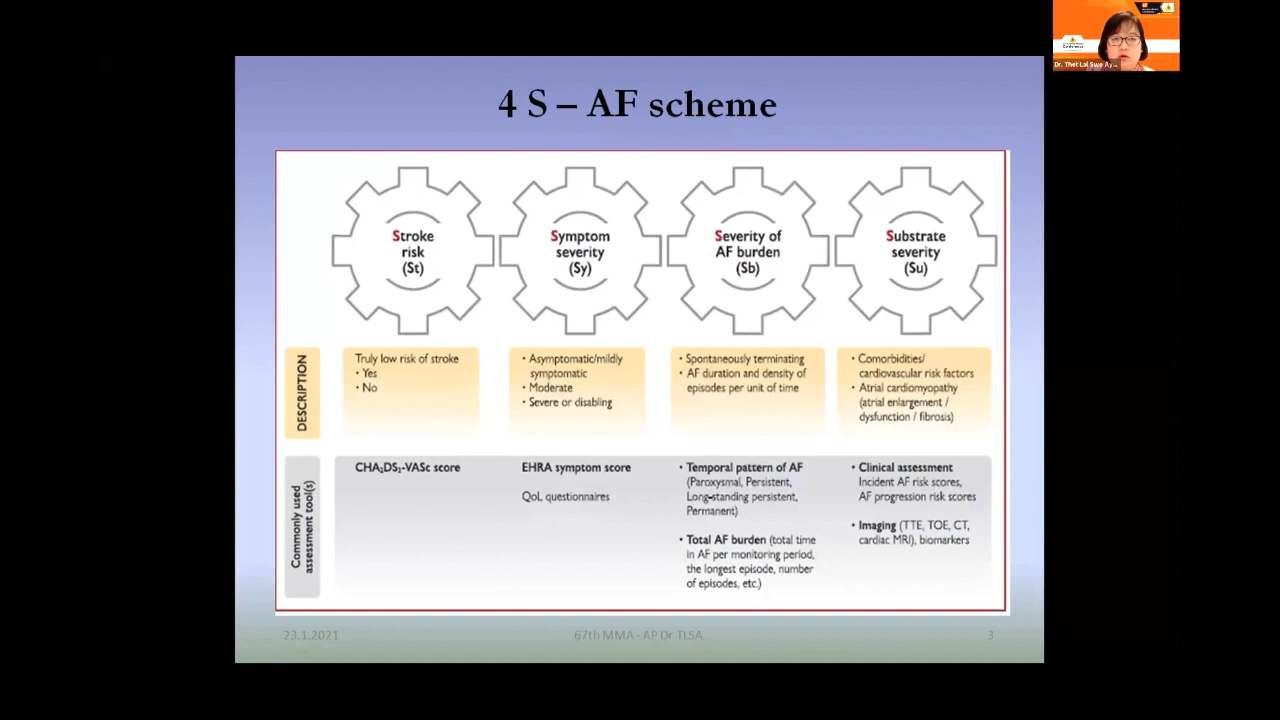 4 S – AF scheme
Stroke
risk
(St)
Symptom
severity
(Sy)
Severity of
AF burden
(Sb)
Substrate
severity
(Su)
DESCRIPTION
Truly low risk of stroke
• Yes
• No
• Asymptomatic/mildly
symptomatic
• Moderate
• Severe or disabling
• Spontaneously terminating
• AF duration and density of
episodes per unit of time
• Comorbidities/
cardiovascular risk factors
• Atrial cardiomyopathy
(atrial enlargement /
dysfunction / fibrosis)
Commonly used
assessment tool(s)
CHA₂DS₂-VASc score
EHRA symptom score
QoL questionnaires
• Temporal pattern of AF
(Paroxysmal, Persistent,
Long-standing persistent,
Permanent)
• Total AF burden (total time
in AF per monitoring period,
the longest episode, number
of episodes, etc.)
• Clinical assessment
Incident AF risk scores,
AF progression risk scores
• Imaging (TTE, TOE, CT,
cardiac MRI), biomarkers
23.1.2021
67th MMA - AP Dr TLSA
3
Conference
Dr. Thet Lai Swe Ay...